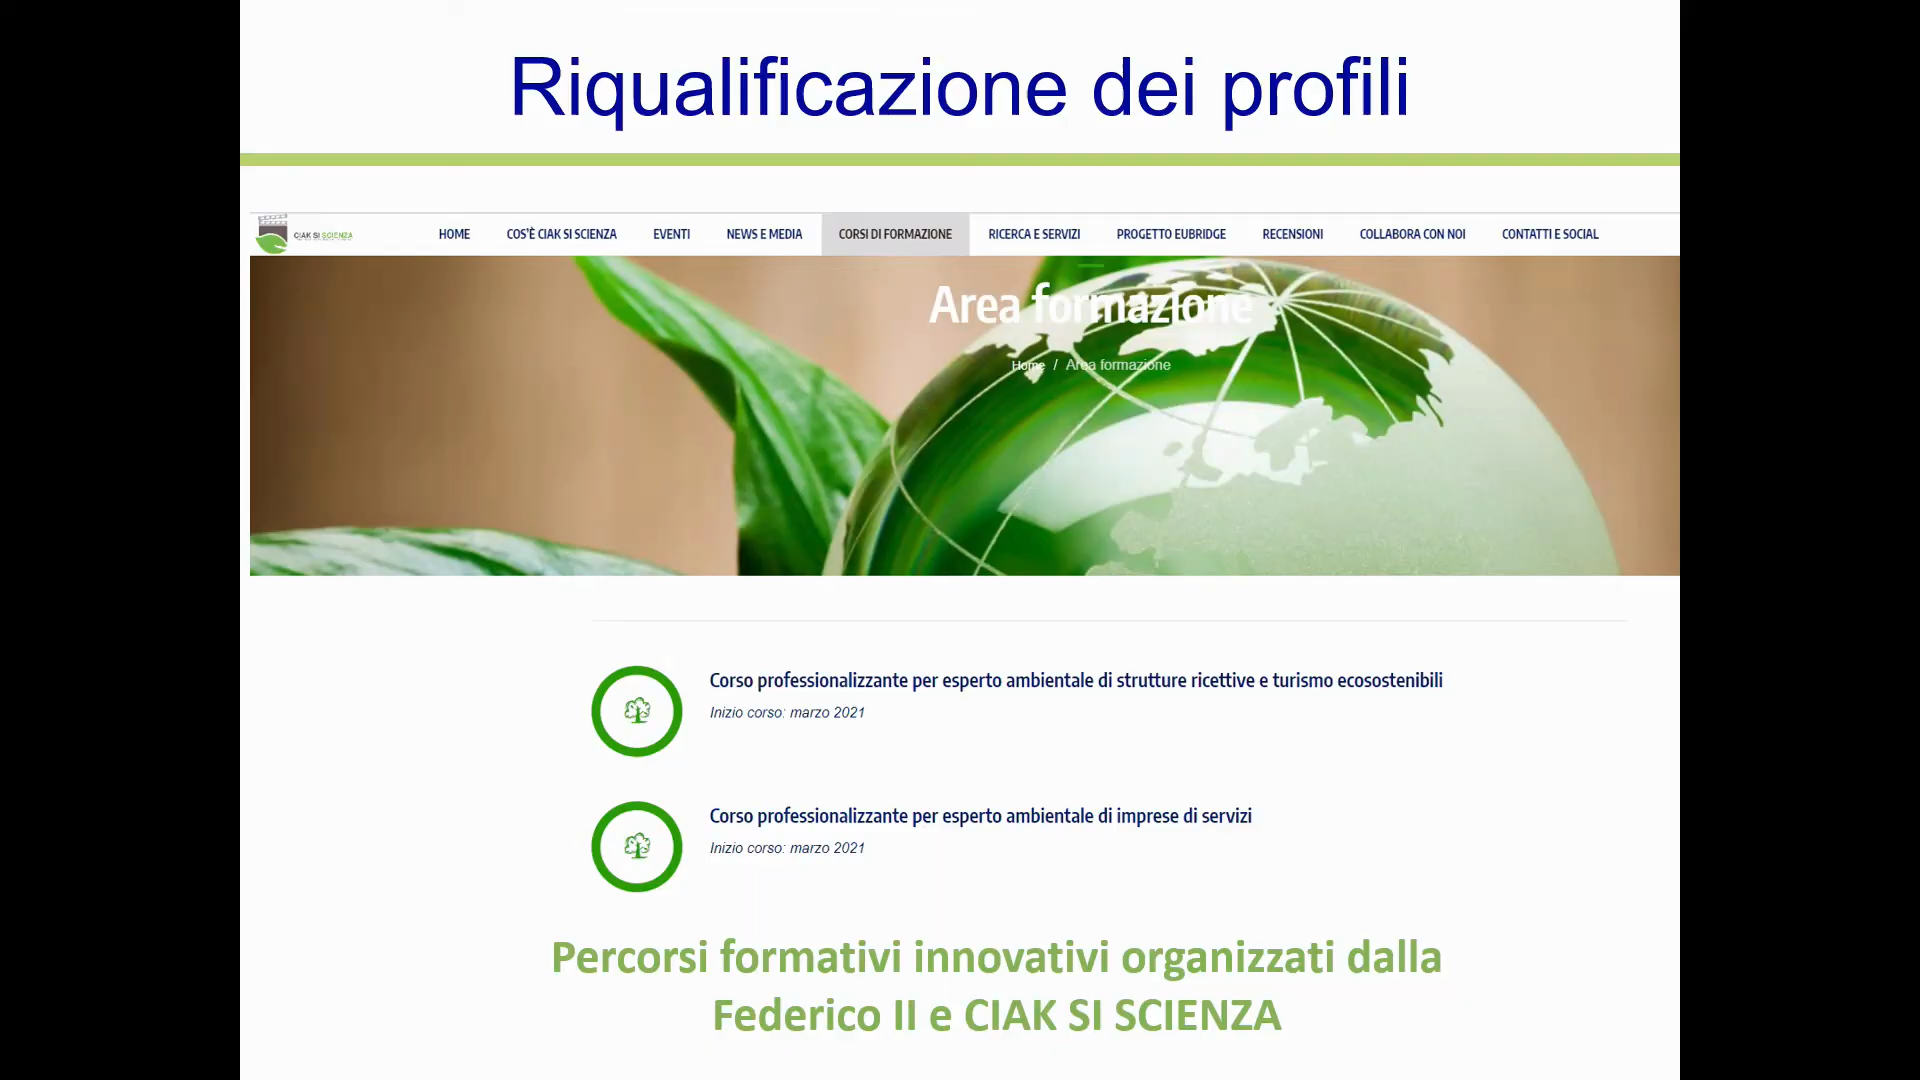 Riqualificazione dei profili
CIAK SI SCIENZA
HOME COS'È CIAK SI SCIENZA EVENTI NEWS E MEDIA CORSI DI FORMAZIONE RICERCA E SERVIZI PROGETTO EUBRIDGE RECENSIONI COLLABORA CON NOI CONTATTI E SOCIAL
Area formazione
Home / Area formazione
Corso professionalizzante per esperto ambientale di strutture ricettive e turismo ecosostenibili
Inizio corso: marzo 2021
Corso professionalizzante per esperto ambientale di imprese di servizi
Inizio corso: marzo 2021
Percorsi formativi innovativi organizzati dalla
Federico II e CIAK SI SCIENZA